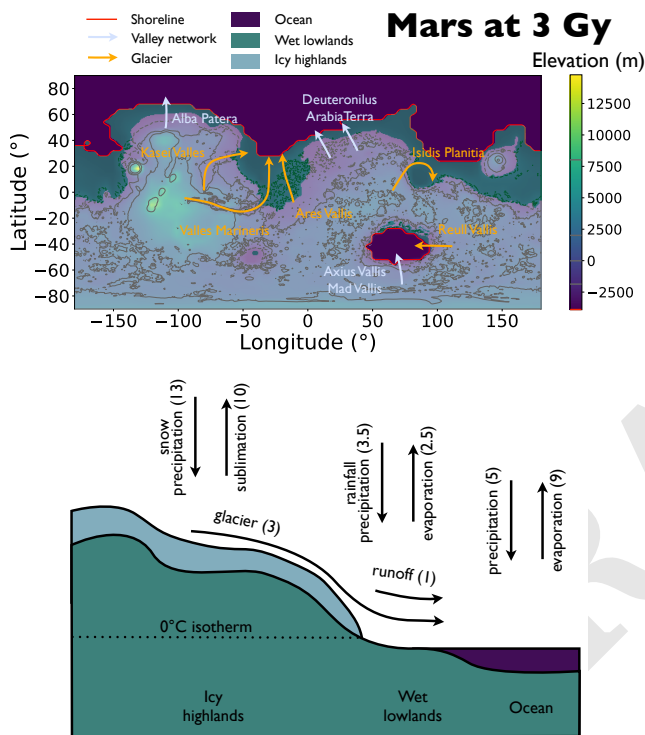 Mars at 3 Gy
Shoreline
Valley network
Glacier
Ocean
Wet lowlands
Icy highlands
Elevation (m)
80
60
40
20
0
−20
−40
−60
−80
Latitude (°)
Alba Patera
Deuteronilus
ArabiaTerra
Kasei Valles
Isidis Planitia
Valles Marineris
Ares Vallis
Reull Vallis
Axius Vallis
Mad Vallis
−150
−100
−50
0
50
100
150
Longitude (°)
12500
10000
7500
5000
2500
0
−2500
snow
precipitation (13)
sublimation (10)
rainfall
precipitation (3.5)
evaporation (2.5)
precipitation (5)
evaporation (9)
glacier (3)
runoff (1)
0°C isotherm
Icy
highlands
Wet
lowlands
Ocean